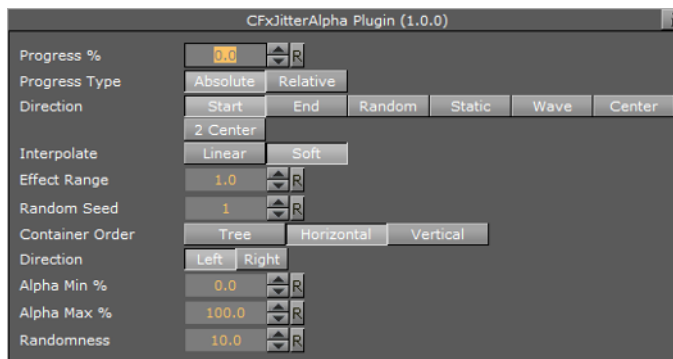 CFxJitterAlpha Plugin (1.0.0)
Progress % 0.0 R
Progress Type Absolute Relative
Direction Start End Random Static Wave Center
2 Center
Interpolate Linear Soft
Effect Range 1.0 R
Random Seed 1 R
Container Order Tree Horizontal Vertical
Direction Left Right
Alpha Min % 0.0 R
Alpha Max % 100.0 R
Randomness 10.0 R